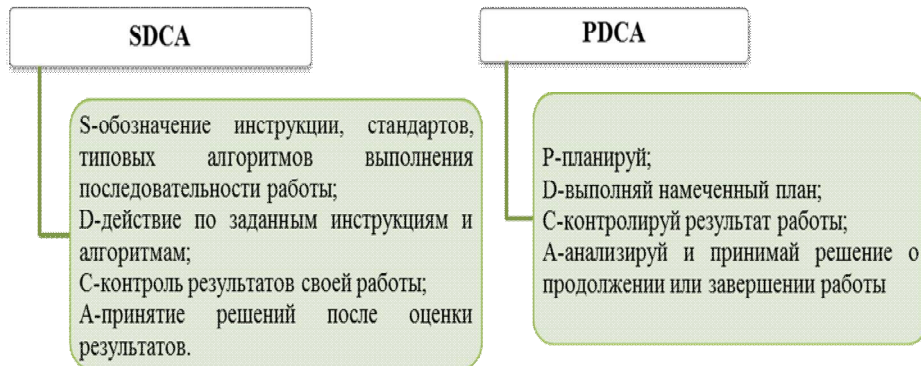 SDCA
S-обозначение инструкции, стандартов,
типовых алгоритмов выполнения
последовательности работы;
D-действие по заданным инструкциям и
алгоритмам;
C-контроль результатов своей работы;
A-принятие решений после оценки
результатов.
PDCA
P-планируй;
D-выполняй намеченный план;
C-контролируй результат работы;
A-анализируй и принимай решение о
продолжении или завершении работы